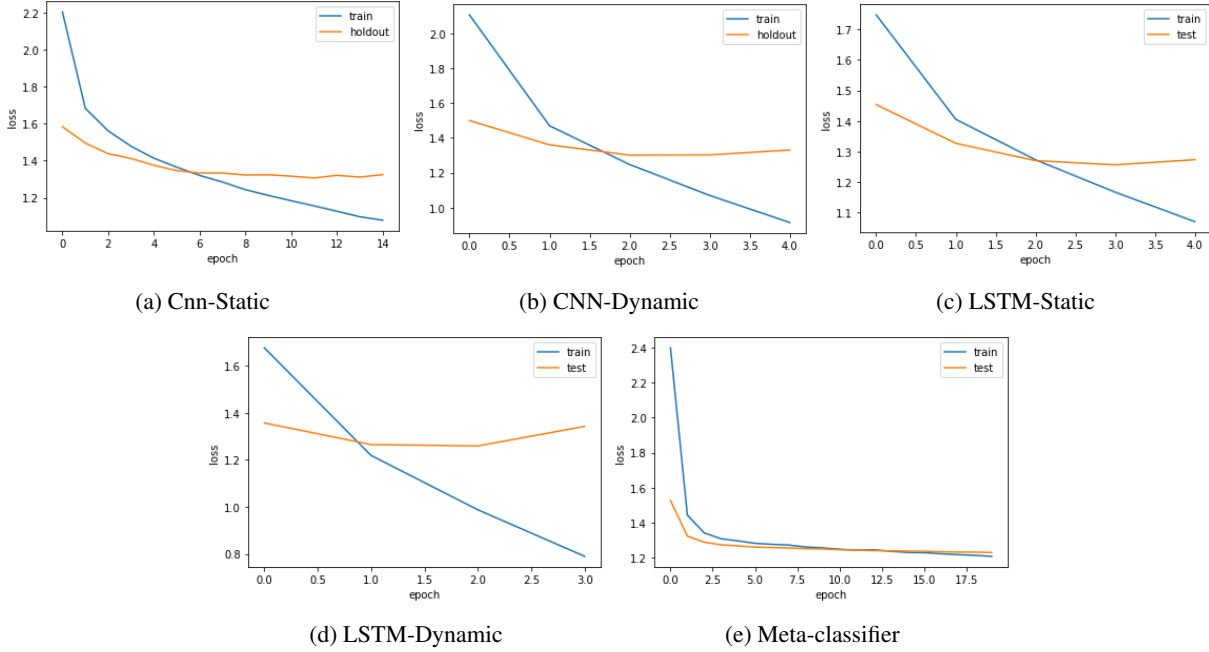 2.2
2.0
1.8
1.6
1.4
1.2
loss
0 2 4 6 8 10 12 14
epoch
train
holdout
(a) Cnn-Static
2.0
1.8
1.6
1.4
1.2
1.0
loss
0.0 0.5 1.0 1.5 2.0 2.5 3.0 3.5 4.0
epoch
train
holdout
(b) CNN-Dynamic
1.7
1.6
1.5
1.4
1.3
1.2
1.1
loss
0.0 0.5 1.0 1.5 2.0 2.5 3.0 3.5 4.0
epoch
train
test
(c) LSTM-Static
1.6
1.4
1.2
1.0
0.8
loss
0.0 0.5 1.0 1.5 2.0 2.5 3.0
epoch
train
test
(d) LSTM-Dynamic
2.4
2.2
2.0
1.8
1.6
1.4
1.2
loss
0.0 2.5 5.0 7.5 10.0 12.5 15.0 17.5
epoch
train
test
(e) Meta-classifier